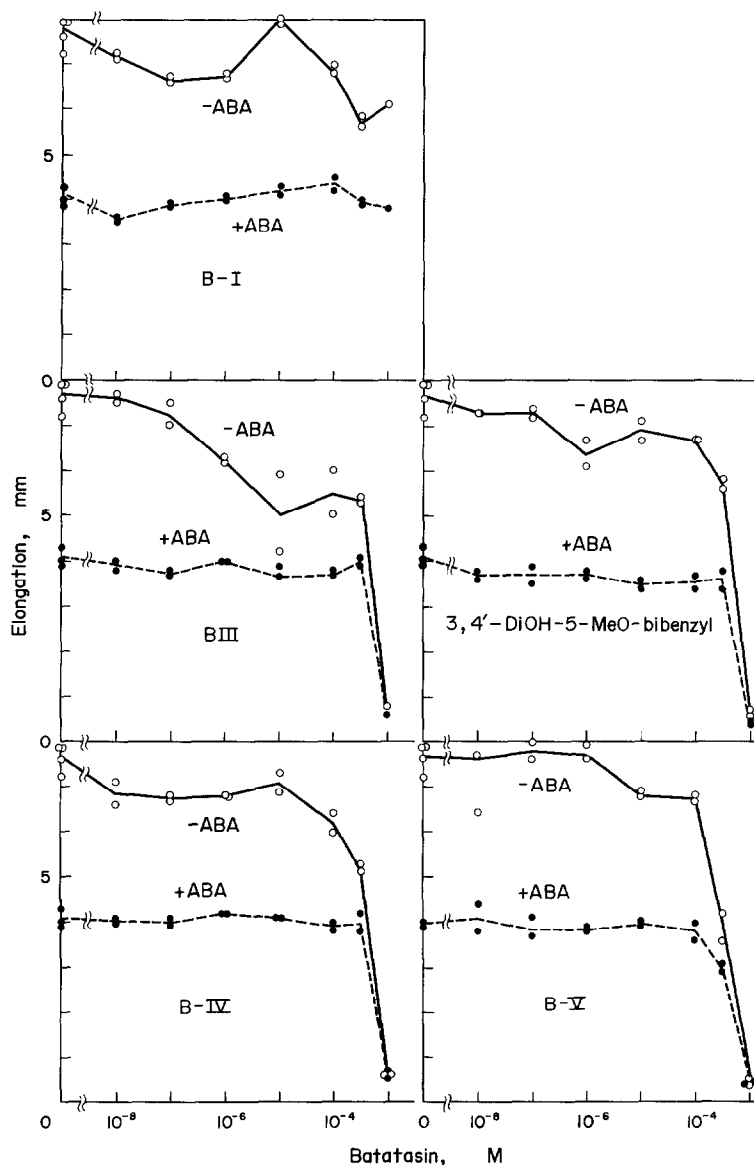 -ABA
5
+ABA
B-I
0
-ABA
-ABA
5
+ABA
+ABA
BIII
3,4'-DiOH-5-MeO-bibenzyl
0
-ABA
-ABA
5
+ABA
+ABA
B-IV
B-V
0
10⁻⁸
10⁻⁶
10⁻⁴
0
10⁻⁸
10⁻⁶
10⁻⁴
Elongation, mm
Batatasin, M